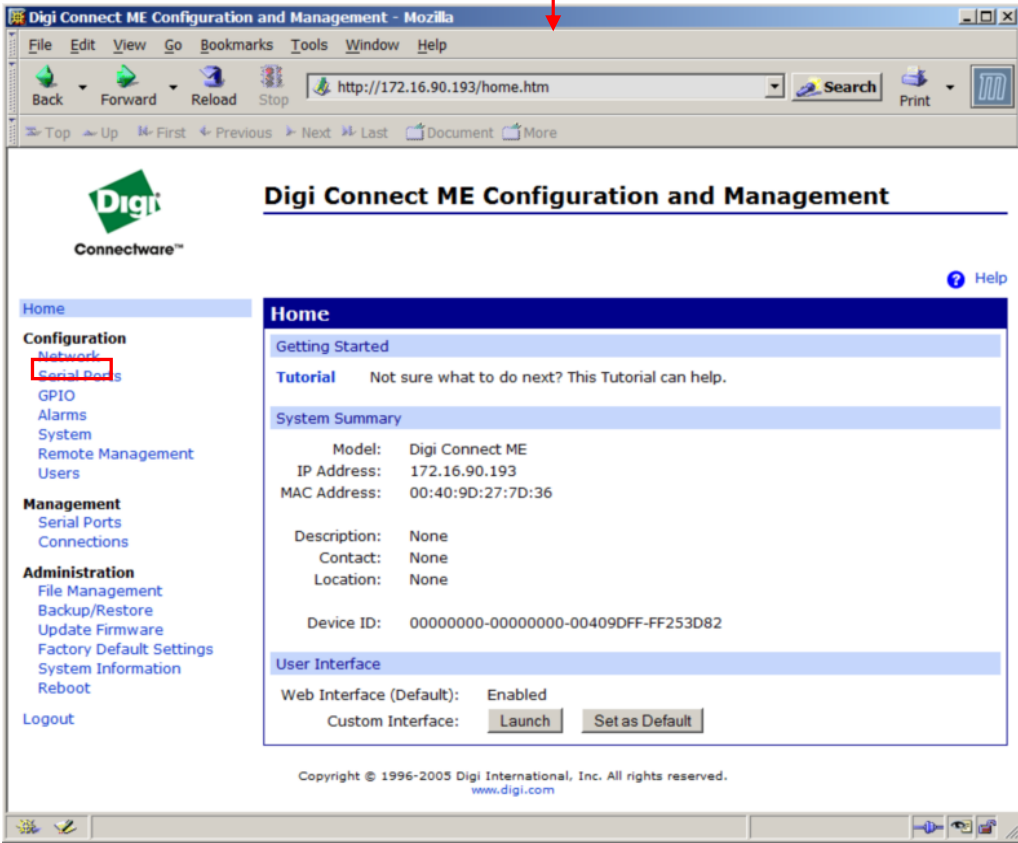 Digi Connect ME Configuration and Management - Mozilla
File Edit View Go Bookmarks Tools Window Help
Back Forward Reload Stop http://172.16.90.193/home.htm Search Print
Top Up First Previous Next Last Document More
Digi
Connectware™
Digi Connect ME Configuration and Management
Help
Home
Configuration
Network
Serial Ports
GPIO
Alarms
System
Remote Management
Users
Management
Serial Ports
Connections
Administration
File Management
Backup/Restore
Update Firmware
Factory Default Settings
System Information
Reboot
Logout
Home
Getting Started
Tutorial Not sure what to do next? This Tutorial can help.
System Summary
Model: Digi Connect ME
IP Address: 172.16.90.193
MAC Address: 00:40:9D:27:7D:36
Description: None
Contact: None
Location: None
Device ID: 00000000-00000000-00409DFF-FF253D82
User Interface
Web Interface (Default): Enabled
Custom Interface: Launch Set as Default
Copyright © 1996-2005 Digi International, Inc. All rights reserved.
www.digi.com